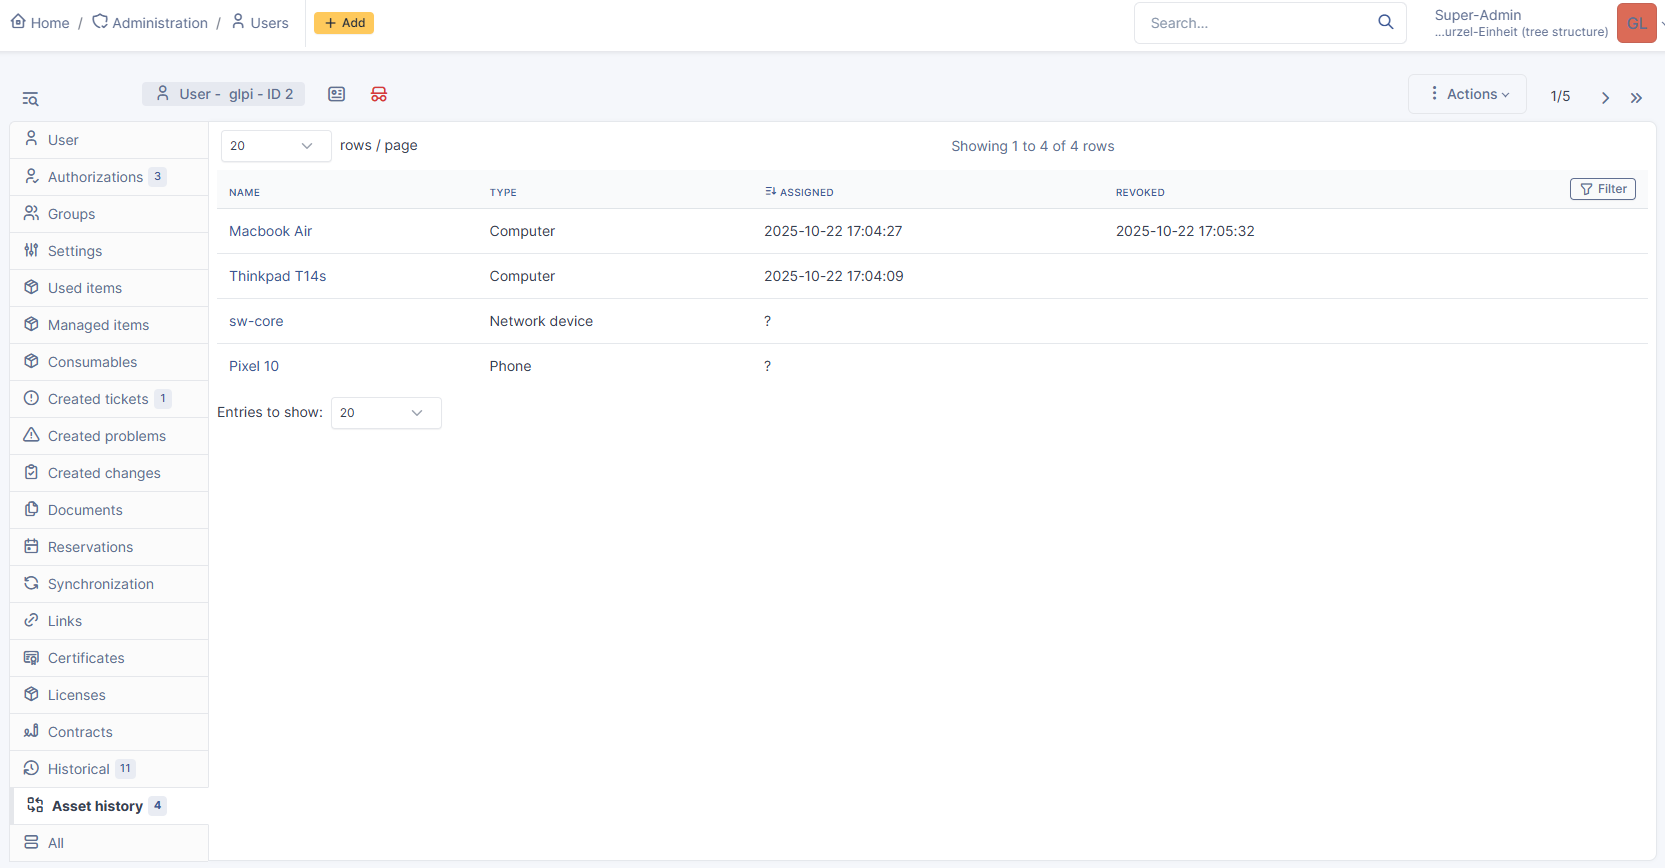 Home / Administration / Users + Add Search... Super-Admin
...urzel-Einheit (tree structure) GL
User - glpi - ID 2 Actions 1/5
User
Authorizations 3
Groups
Settings
Used items
Managed items
Consumables
Created tickets 1
Created problems
Created changes
Documents
Reservations
Synchronization
Links
Certificates
Licenses
Contracts
Historical 11
Asset history 4
All
20 rows / page Showing 1 to 4 of 4 rows
NAME TYPE ASSIGNED REVOKED Filter
Macbook Air Computer 2025-10-22 17:04:27 2025-10-22 17:05:32
Thinkpad T14s Computer 2025-10-22 17:04:09
sw-core Network device ?
Pixel 10 Phone ?
Entries to show: 20